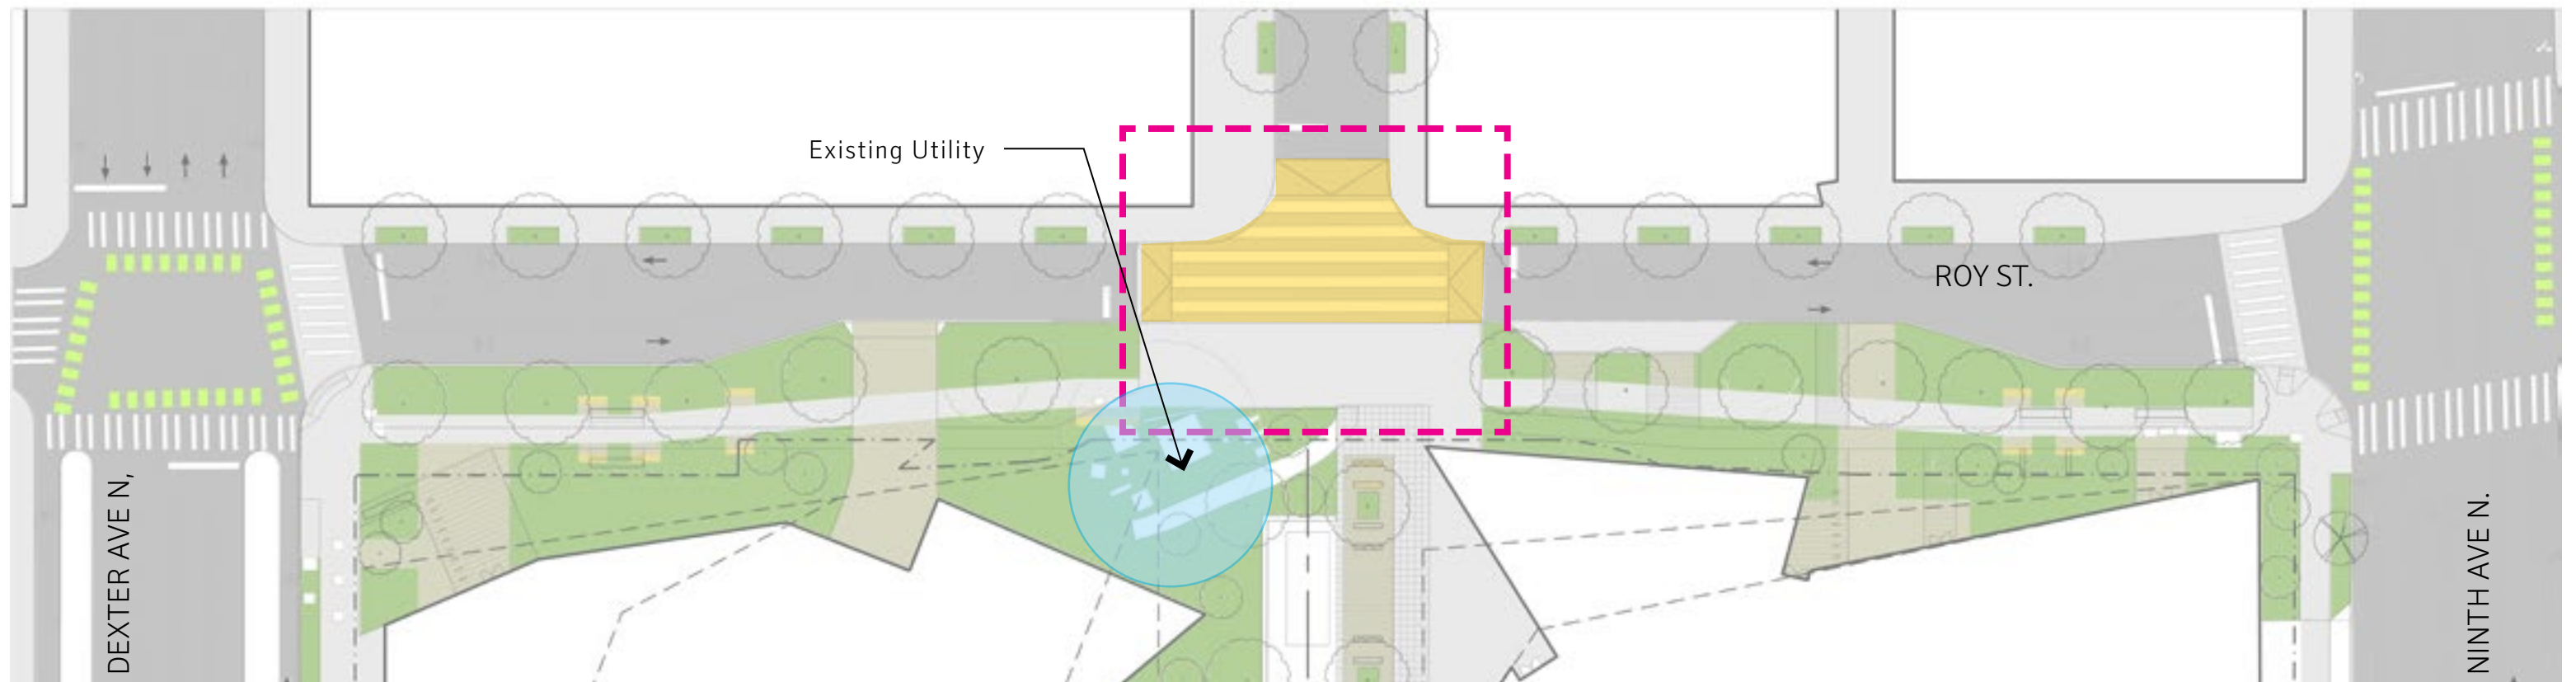 Existing Utility
ROY ST.
DEXTER AVE N,
NINTH AVE N.